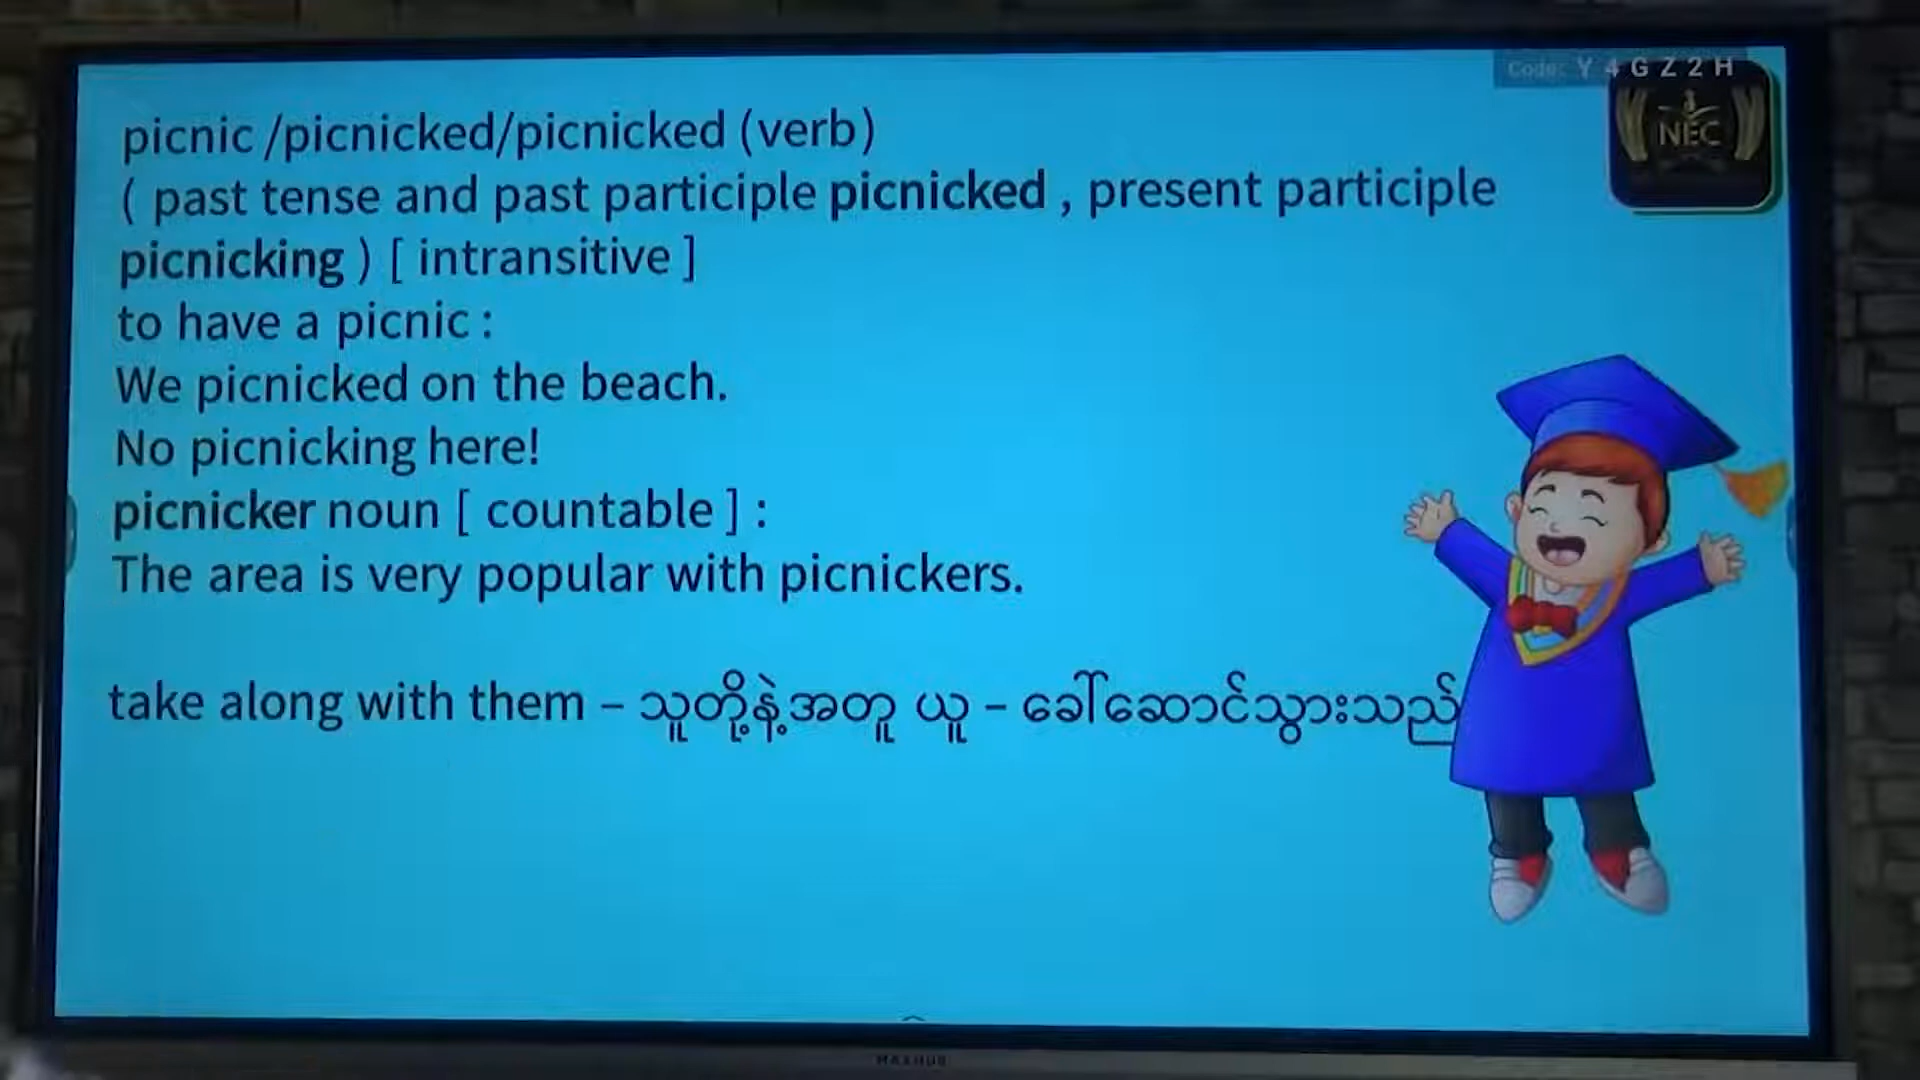 Code: Y 4 G Z 2 H
NEC
picnic /picnicked/picnicked (verb)
( past tense and past participle picnicked , present participle
picnicking ) [ intransitive ]
to have a picnic :
We picnicked on the beach.
No picnicking here!
picnicker noun [ countable ] :
The area is very popular with picnickers.
take along with them – သူတို့နဲ့အတူ ယူ – ခေါ်ဆောင်သွားသည်
MAXHUB